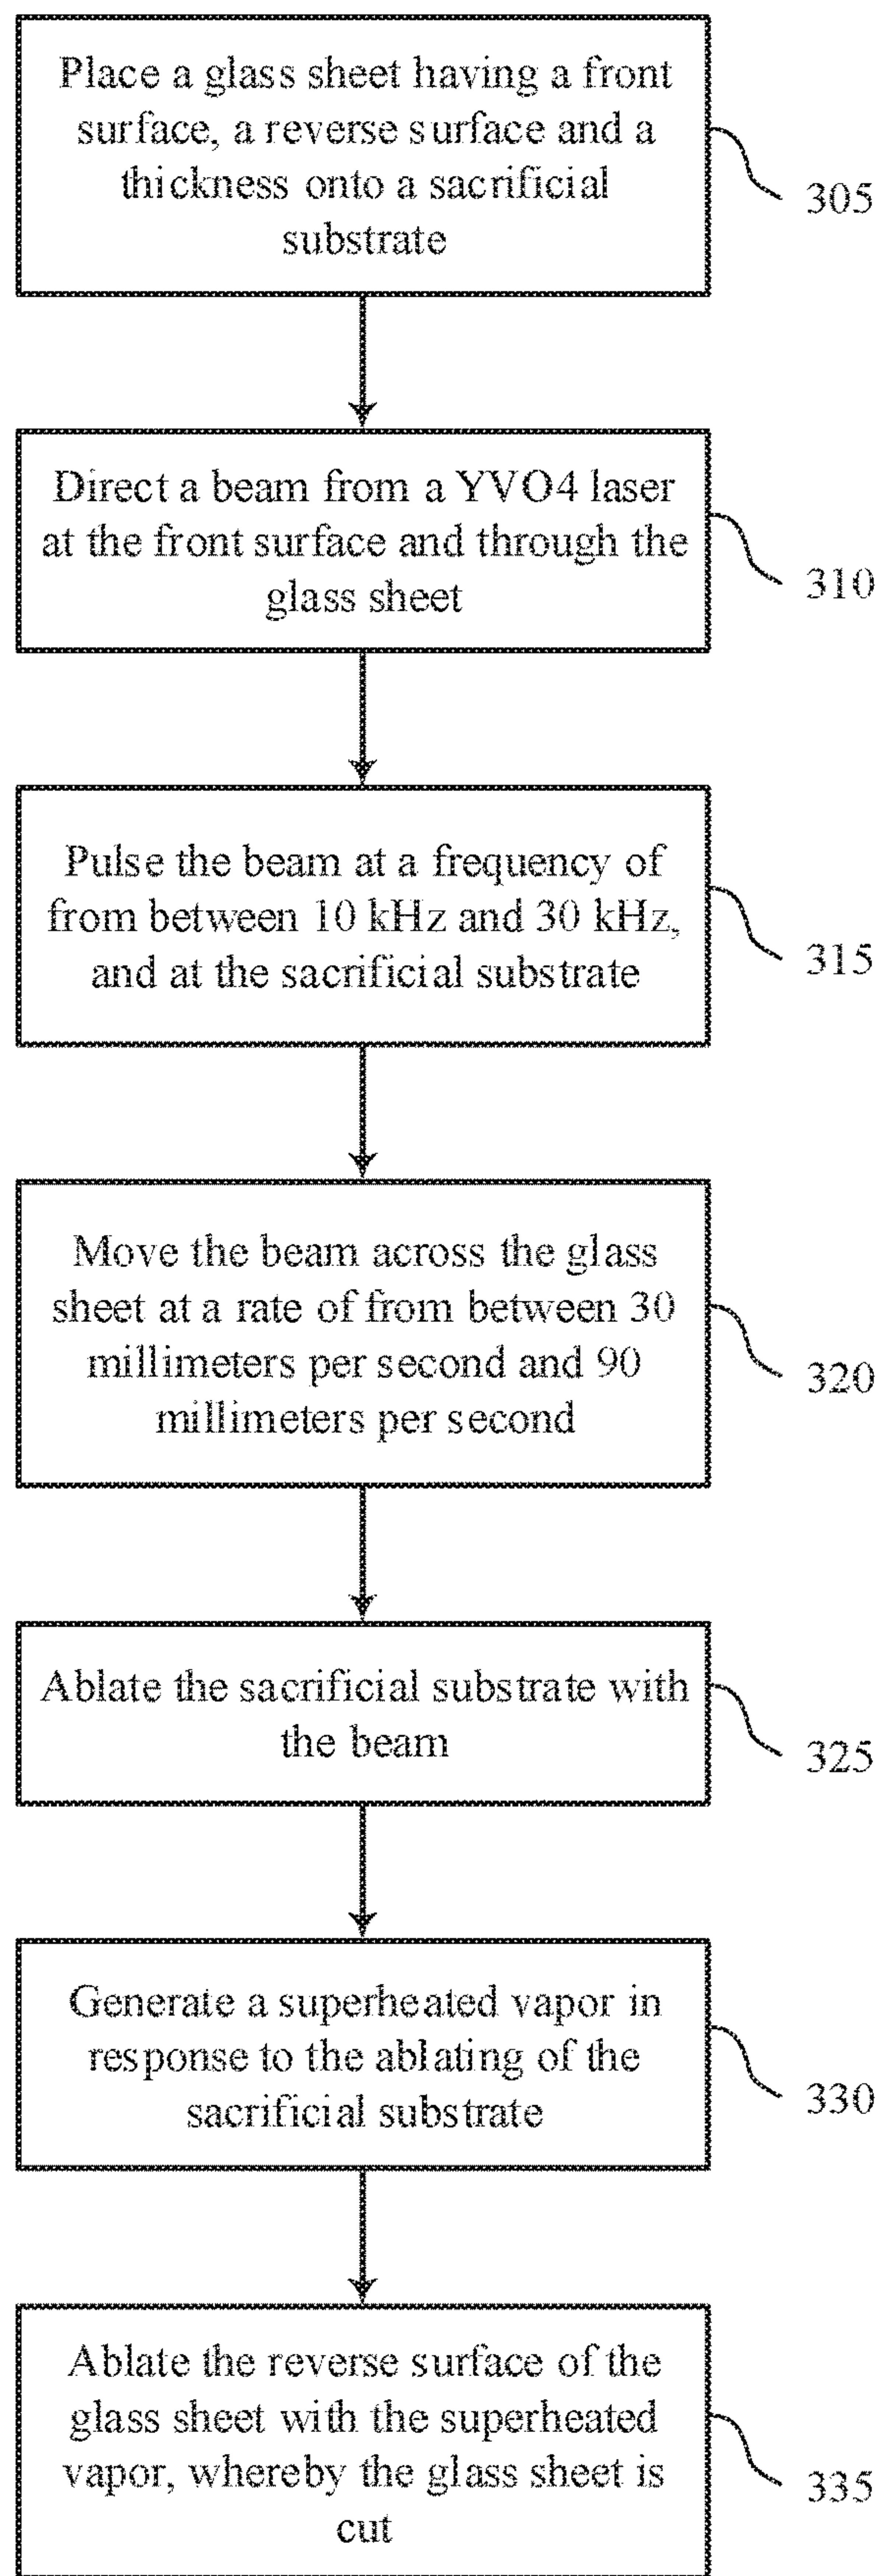 Place a glass sheet having a front
surface, a reverse surface and a
thickness onto a sacrificial
substrate
305
Direct a beam from a YVO4 laser
at the front surface and through the
glass sheet
310
Pulse the beam at a frequency of
from between 10 kHz and 30 kHz,
and at the sacrificial substrate
315
Move the beam across the glass
sheet at a rate of from between 30
millimeters per second and 90
millimeters per second
320
Ablate the sacrificial substrate with
the beam
325
Generate a superheated vapor in
response to the ablating of the
sacrificial substrate
330
Ablate the reverse surface of the
glass sheet with the superheated
vapor, whereby the glass sheet is
cut
335